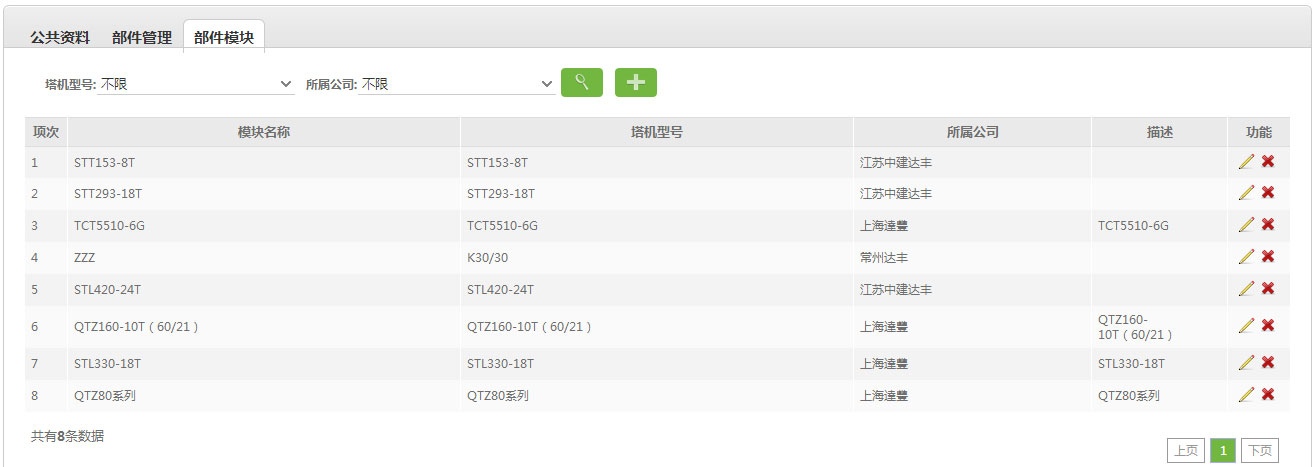 公共资料 部件管理 部件模块
塔机型号: 不限 所属公司: 不限
项次 模块名称 塔机型号 所属公司 描述 功能
1 STT153-8T STT153-8T 江苏中建达丰
2 STT293-18T STT293-18T 江苏中建达丰
3 TCT5510-6G TCT5510-6G 上海達豐 TCT5510-6G
4 ZZZ K30/30 常州达丰
5 STL420-24T STL420-24T 江苏中建达丰
6 QTZ160-10T（60/21） QTZ160-10T（60/21） 上海達豐 QTZ160-
10T（60/21）
7 STL330-18T STL330-18T 上海達豐 STL330-18T
8 QTZ80系列 QTZ80系列 上海達豐 QTZ80系列
共有8条数据
上页 1 下页